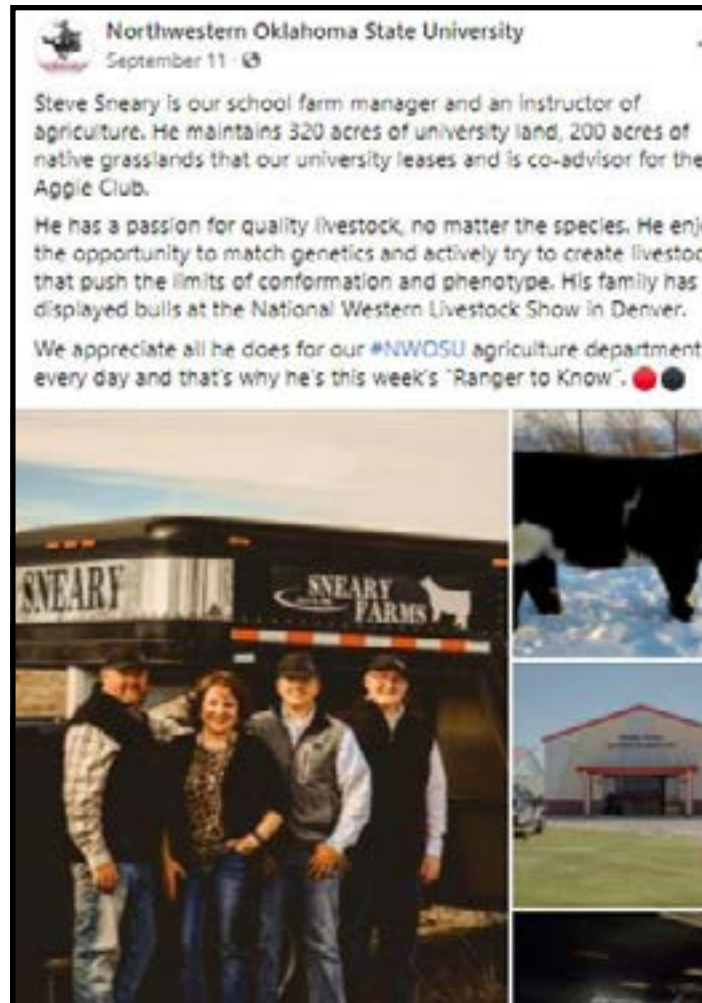 Northwestern Oklahoma State University
September 11
Steve Sneary is our school farm manager and an instructor of
agriculture. He maintains 320 acres of university land, 200 acres of
native grasslands that our university leases and is co-advisor for the
Aggie Club.
He has a passion for quality livestock, no matter the species. He enj
the opportunity to match genetics and actively try to create livestoc
that push the limits of conformation and phenotype. His family has
displayed bulls at the National Western Livestock Show in Denver.
We appreciate all he does for our #NWOSU agriculture department
every day and that's why he's this week's "Ranger to Know".
SNEARY
SNEARY
FARMS